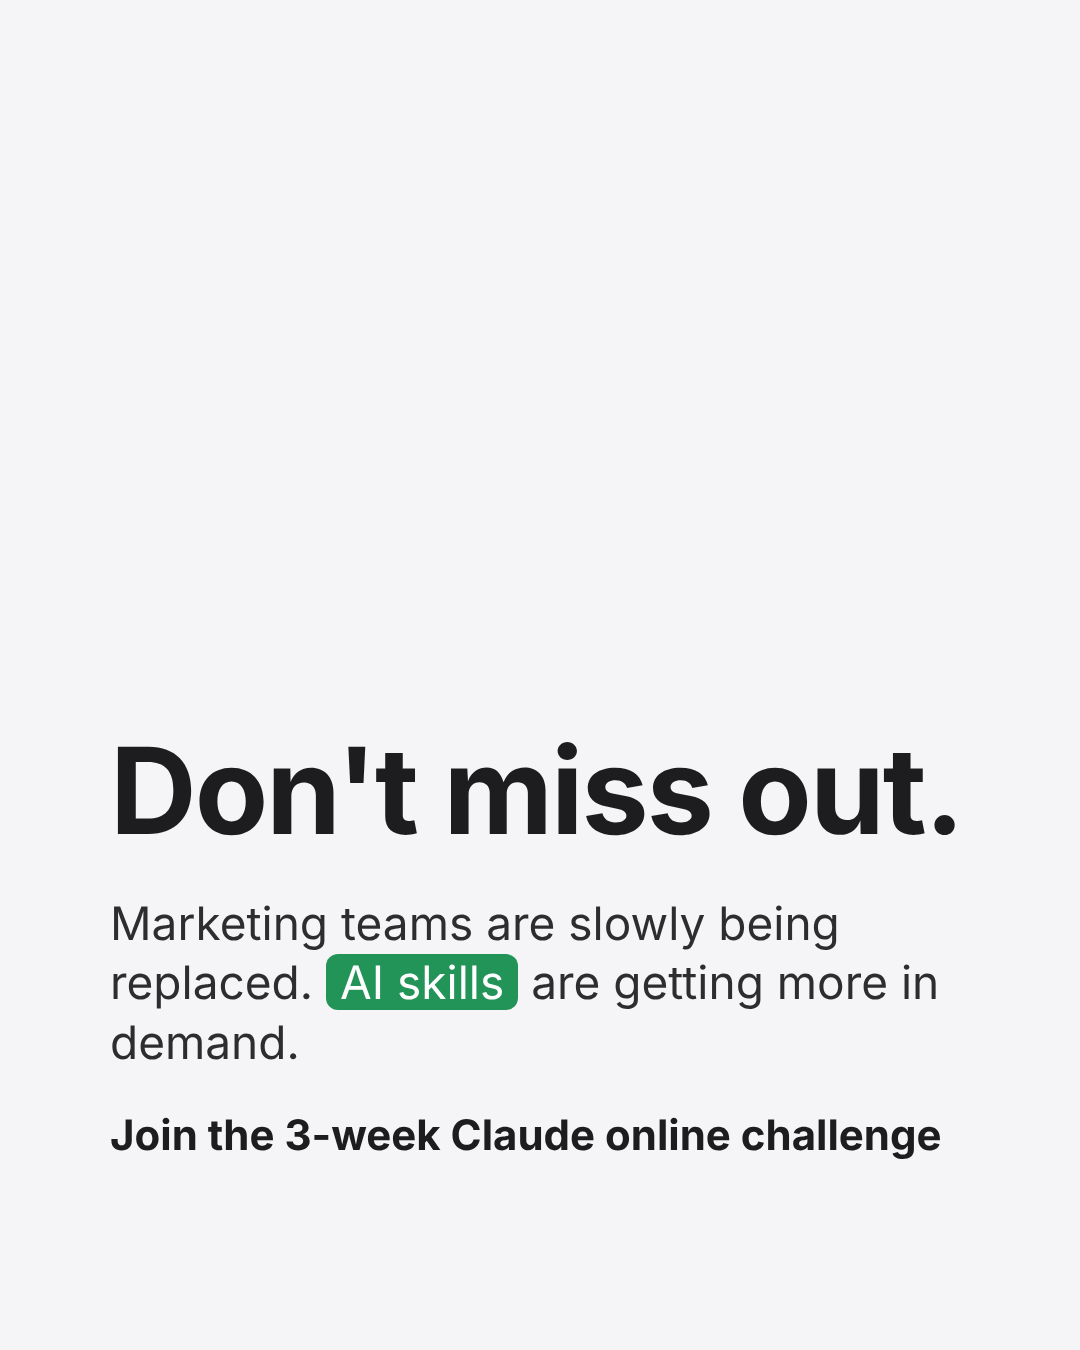 Don't miss out.
Marketing teams are slowly being
replaced. AI skills are getting more in
demand.
Join the 3-week Claude online challenge